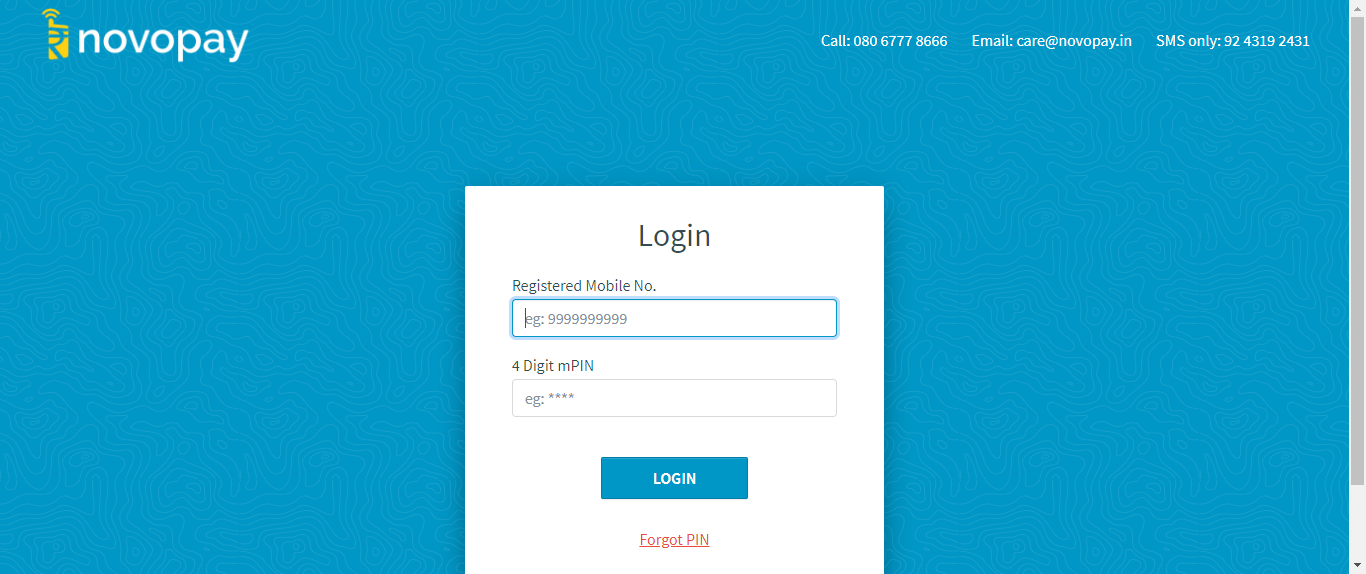 novopay
Call: 080 6777 8666 Email: care@novopay.in SMS only: 92 4319 2431
Login
Registered Mobile No.
eg: 9999999999
4 Digit mPIN
eg: ****
LOGIN
Forgot PIN